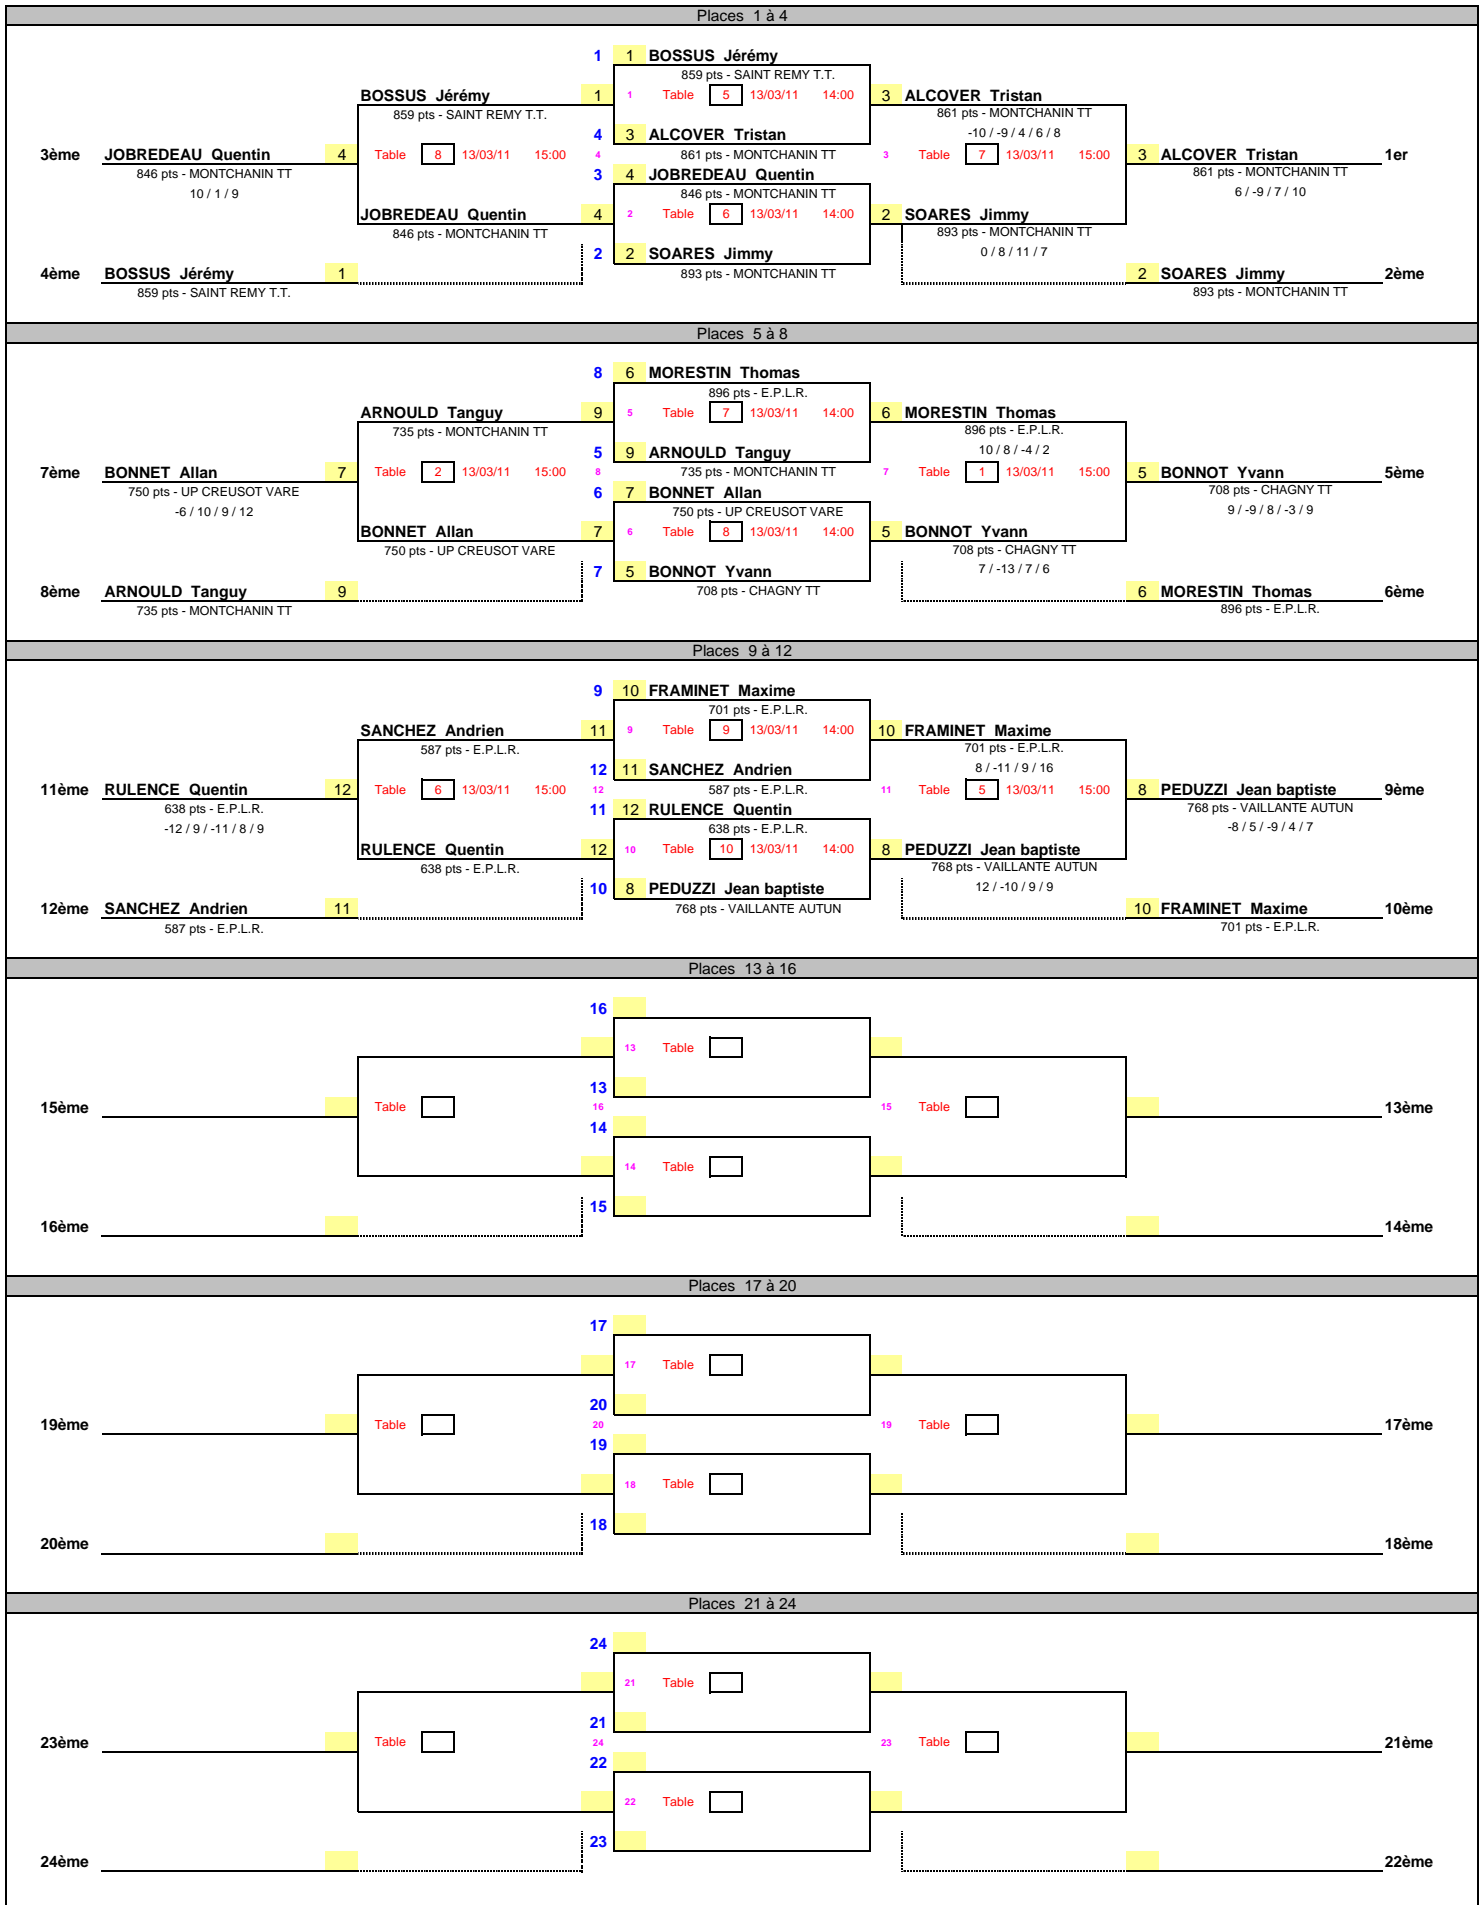 Places 1 à 4
1 1 BOSSUS Jérémy
859 pts - SAINT REMY T.T.
BOSSUS Jérémy 1 1 Table 5 13/03/11 14:00 3 ALCOVER Tristan
859 pts - SAINT REMY T.T. 861 pts - MONTCHANIN TT
4 3 ALCOVER Tristan -10 / -9 / 4 / 6 / 8
3ème JOBREDEAU Quentin 4 Table 8 13/03/11 15:00 4 861 pts - MONTCHANIN TT 3 Table 7 13/03/11 15:00 3 ALCOVER Tristan 1er
846 pts - MONTCHANIN TT 3 4 JOBREDEAU Quentin 861 pts - MONTCHANIN TT
10 / 1 / 9 846 pts - MONTCHANIN TT 6 / -9 / 7 / 10
JOBREDEAU Quentin 4 2 Table 6 13/03/11 14:00 2 SOARES Jimmy
846 pts - MONTCHANIN TT 893 pts - MONTCHANIN TT
2 2 SOARES Jimmy 0 / 8 / 11 / 7
4ème BOSSUS Jérémy 1 893 pts - MONTCHANIN TT 2 SOARES Jimmy 2ème
859 pts - SAINT REMY T.T. 893 pts - MONTCHANIN TT
Places 5 à 8
8 6 MORESTIN Thomas
896 pts - E.P.L.R.
ARNOULD Tanguy 9 5 Table 7 13/03/11 14:00 6 MORESTIN Thomas
735 pts - MONTCHANIN TT 896 pts - E.P.L.R.
5 9 ARNOULD Tanguy 10 / 8 / -4 / 2
7ème BONNET Allan 7 Table 2 13/03/11 15:00 8 735 pts - MONTCHANIN TT 7 Table 1 13/03/11 15:00 5 BONNOT Yvann 5ème
750 pts - UP CREUSOT VARE 6 7 BONNET Allan 708 pts - CHAGNY TT
-6 / 10 / 9 / 12 750 pts - UP CREUSOT VARE 9 / -9 / 8 / -3 / 9
BONNET Allan 7 6 Table 8 13/03/11 14:00 5 BONNOT Yvann
750 pts - UP CREUSOT VARE 708 pts - CHAGNY TT
7 5 BONNOT Yvann 7 / -13 / 7 / 6
8ème ARNOULD Tanguy 9 708 pts - CHAGNY TT 6 MORESTIN Thomas 6ème
735 pts - MONTCHANIN TT 896 pts - E.P.L.R.
Places 9 à 12
9 10 FRAMINET Maxime
701 pts - E.P.L.R.
SANCHEZ Andrien 11 9 Table 9 13/03/11 14:00 10 FRAMINET Maxime
587 pts - E.P.L.R. 701 pts - E.P.L.R.
12 11 SANCHEZ Andrien 8 / -11 / 9 / 16
11ème RULENCE Quentin 12 Table 6 13/03/11 15:00 12 587 pts - E.P.L.R. 11 Table 5 13/03/11 15:00 8 PEDUZZI Jean baptiste 9ème
638 pts - E.P.L.R. 11 12 RULENCE Quentin 768 pts - VAILLANTE AUTUN
-12 / 9 / -11 / 8 / 9 638 pts - E.P.L.R. -8 / 5 / -9 / 4 / 7
RULENCE Quentin 12 10 Table 10 13/03/11 14:00 8 PEDUZZI Jean baptiste
638 pts - E.P.L.R. 768 pts - VAILLANTE AUTUN
10 8 PEDUZZI Jean baptiste 12 / -10 / 9 / 9
12ème SANCHEZ Andrien 11 768 pts - VAILLANTE AUTUN 10 FRAMINET Maxime 10ème
587 pts - E.P.L.R. 701 pts - E.P.L.R.
Places 13 à 16
16
13 Table
13
15ème Table 16 15 Table 13ème
14
14 Table
15
16ème 14ème
Places 17 à 20
17
17 Table
20
19ème Table 20 19 Table 17ème
19
18 Table
18
20ème 18ème
Places 21 à 24
24
21 Table
21
23ème Table 24 23 Table 21ème
22
22 Table
23
24ème 22ème